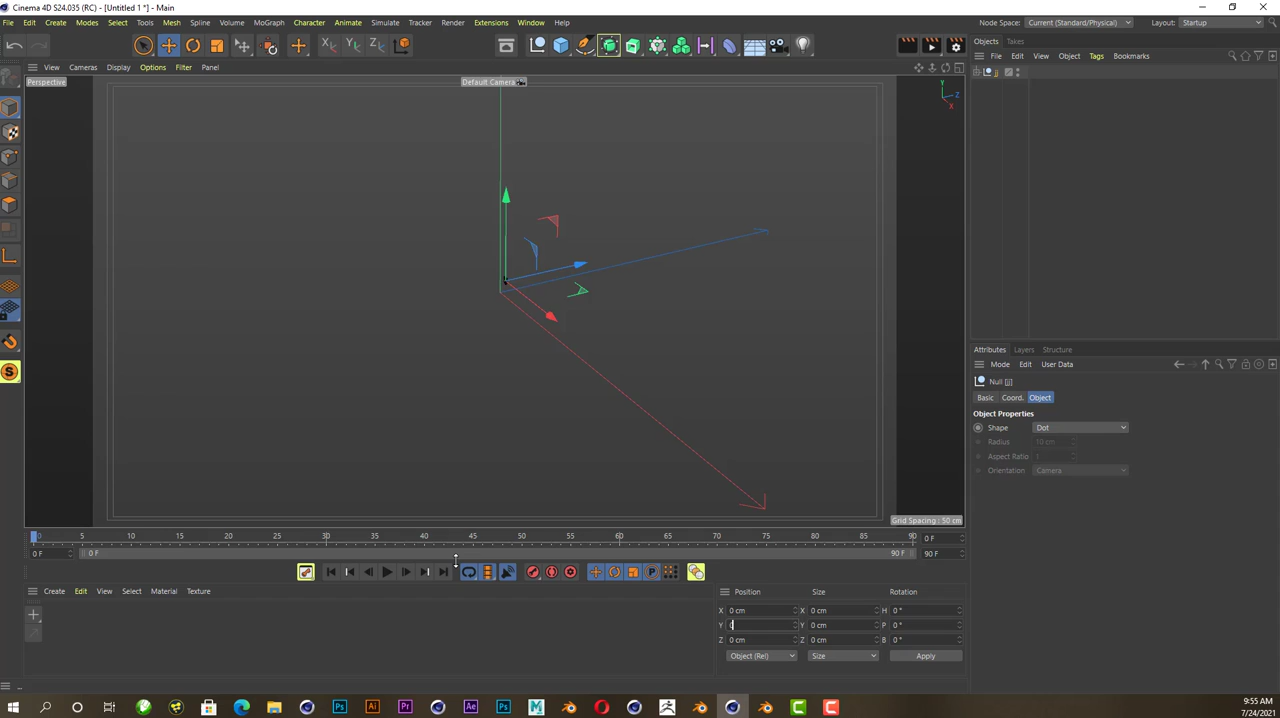 Cinema 4D S24.035 (RC) - [Untitled 1 *] - Main
File Edit Create Modes Select Tools Mesh Spline Volume MoGraph Character Animate Simulate Tracker Render Extensions Window Help
Node Space: Current (Standard/Physical) Layout: Startup
X Y Z
Objects Takes
File Edit View Object Tags Bookmarks
View Cameras Display Options Filter Panel
Perspective
Default Camera
Y
Z
X
Grid Spacing : 50 cm
0 5 10 15 20 25 30 35 40 45 50 55 60 65 70 75 80 85 90
0 F
0 F 0 F 90 F 90 F
Create Edit View Select Material Texture
Position Size Rotation
X 0 cm X 0 cm H 0 °
Y 0 Y 0 cm P 0 °
Z 0 cm Z 0 cm B 0 °
Object (Rel) Size Apply
Attributes Layers Structure
Mode Edit User Data
Null [jj]
Basic Coord. Object
Object Properties
Shape Dot
Radius 10 cm
Aspect Ratio 1
Orientation Camera
Ps Ai Pr Ae Ps M
9:55 AM
7/24/2021